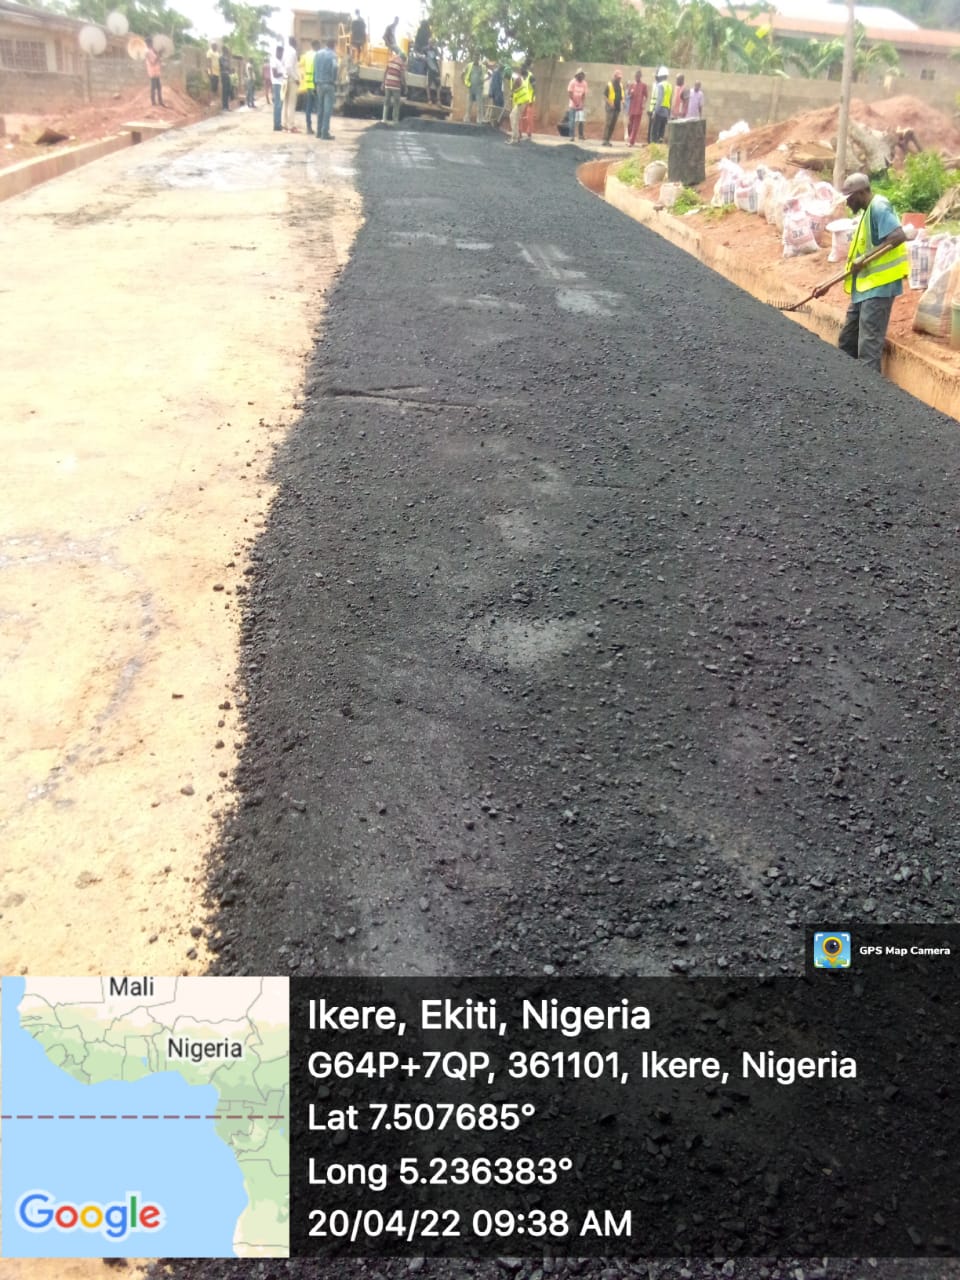 GPS Map Camera
Mali
Nigeria
Google
Ikere, Ekiti, Nigeria
G64P+7QP, 361101, Ikere, Nigeria
Lat 7.507685°
Long 5.236383°
20/04/22 09:38 AM